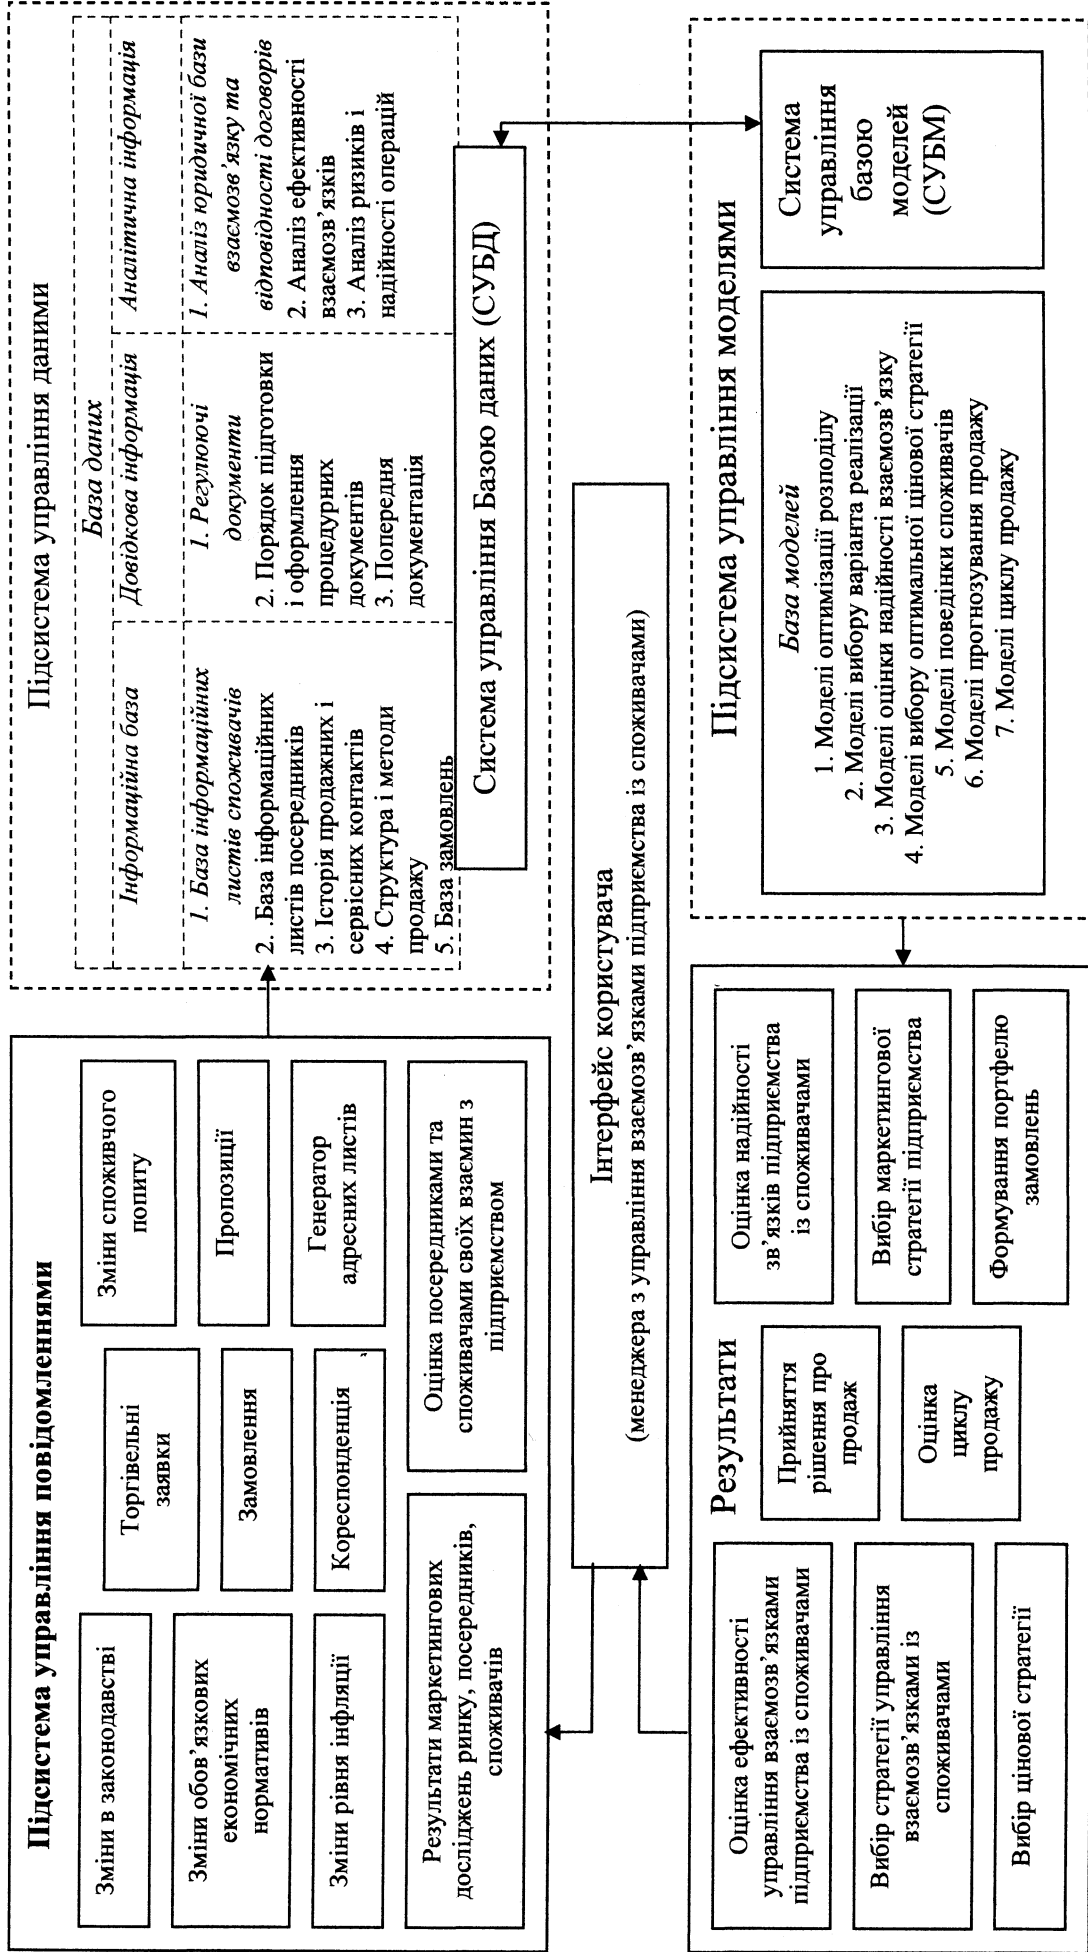 Підсистема управління повідомленнями
Зміни в законодавстві
Зміни обов'язкових
економічних
нормативів
Зміни рівня інфляції
Торгівельні
заявки
Замовлення
Кореспонденція
Зміни споживчого
попиту
Пропозиції
Генератор
адресних листів
Результати маркетингових
досліджень ринку, посередників,
споживачів
Оцінка посередниками та
споживачами своїх взаємин з
підприємством
Підсистема управління даними
База даних
Інформаційна база
1. База інформаційних
листів споживачів
2. .База інформаційних
листів посередників
3. Історія продажних і
сервісних контактів
4. Структура і методи
продажу
5. База замовлень
Довідкова інформація
1. Регулюючі
документи
2. Порядок підготовки
і оформлення
процедурних
документів
3. Попередня
документація
Аналітична інформація
1. Аналіз юридичної бази
взаємозв'язку та
відповідності договорів
2. Аналіз ефективності
взаємозв'язків
3. Аналіз ризиків і
надійності операцій
Система управління Базою даних (СУБД)
Інтерфейс користувача
(менеджера з управління взаємозв'язками підприємства із споживачами)
Результати
Оцінка ефективності
управління взаємозв'язками
підприємства із споживачами
Вибір стратегії управління
взаємозв'язками із
споживачами
Вибір цінової стратегії
Прийняття
рішення про
продаж
Оцінка
циклу
продажу
Оцінка надійності
зв'язків підприємства
із споживачами
Вибір маркетингової
стратегії підприємства
Формування портфелю
замовлень
Підсистема управління моделями
База моделей
1. Моделі оптимізації розподілу
2. Моделі вибору варіанта реалізації
3. Моделі оцінки надійності взаємозв'язку
4. Моделі вибору оптимальної цінової стратегії
5. Моделі поведінки споживачів
6. Моделі прогнозування продажу
7. Моделі циклу продажу
Система
управління
базою
моделей
(СУБМ)